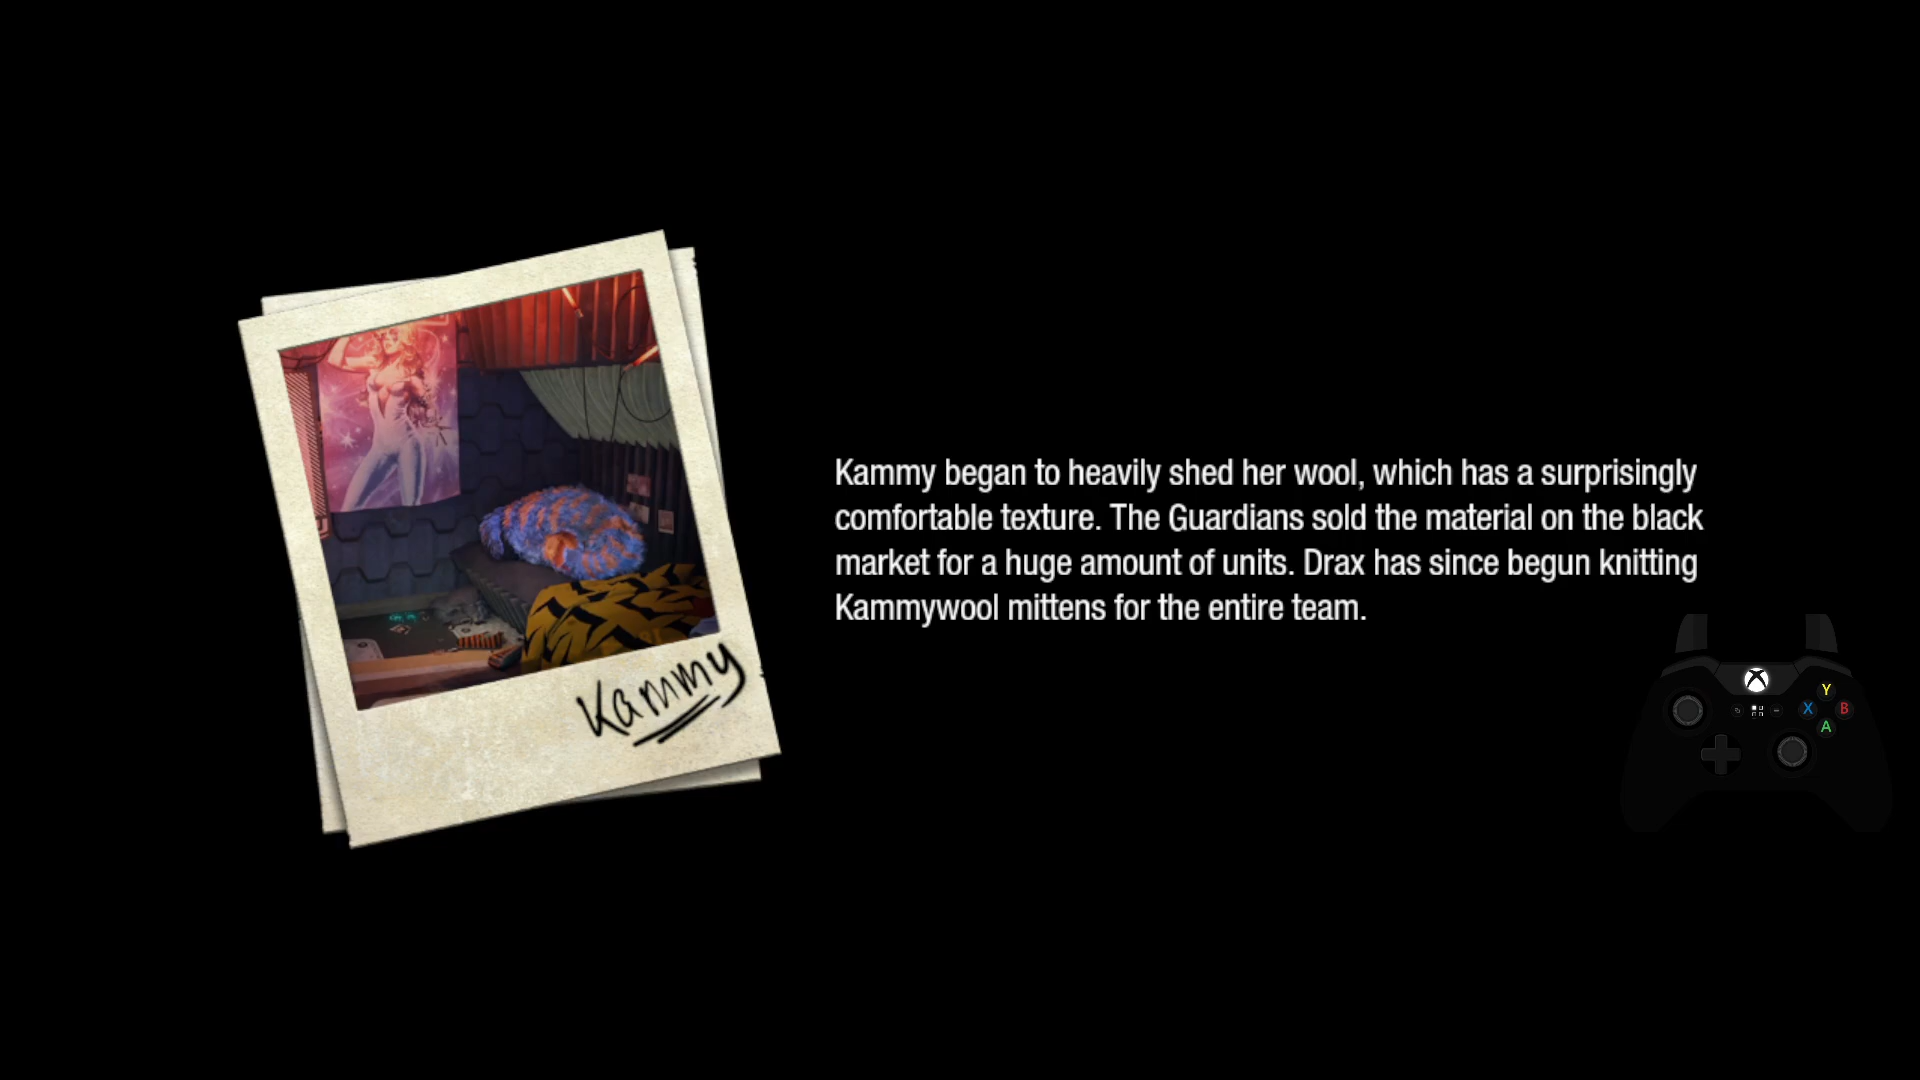 Kammy began to heavily shed her wool, which has a surprisingly
comfortable texture. The Guardians sold the material on the black
market for a huge amount of units. Drax has since begun knitting
Kammywool mittens for the entire team.
Kammy
Y
X B
A